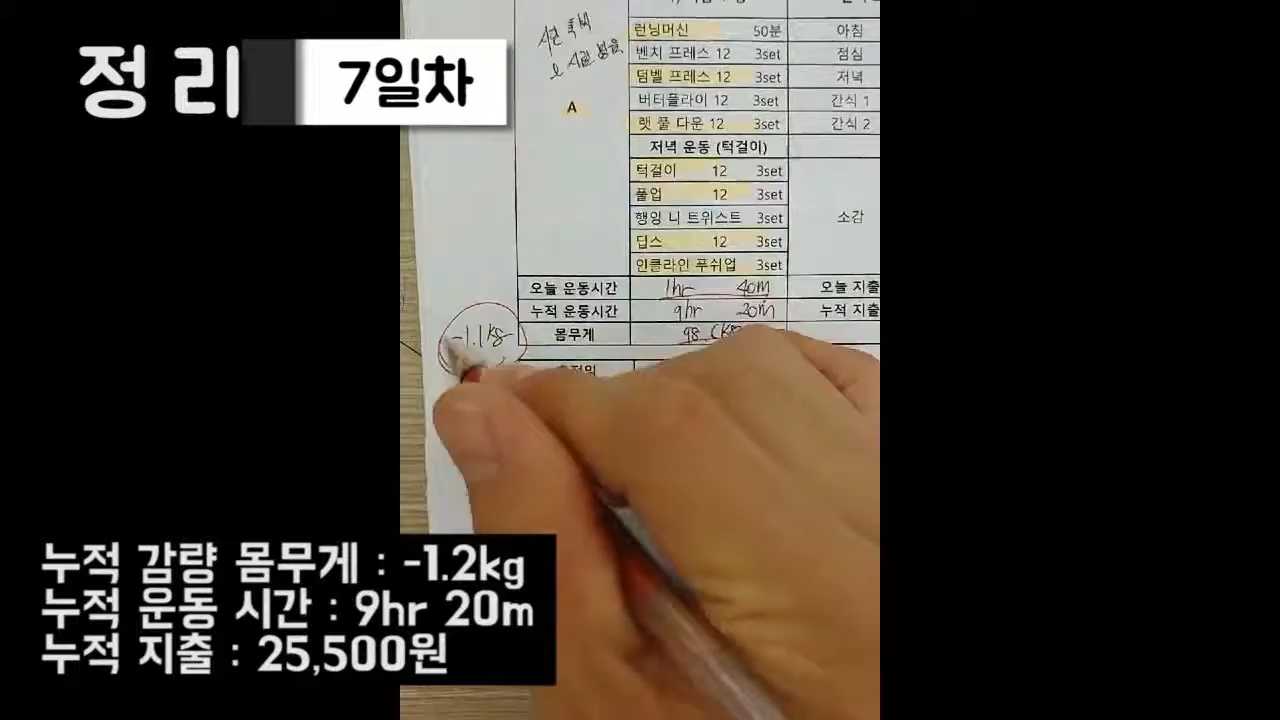 정리 7일차
런닝머신 50분 아침
벤치 프레스 12 3set 점심
덤벨 프레스 12 3set 저녁
버터플라이 12 3set 간식 1
A
랫 풀 다운 12 3set 간식 2
저녁 운동 (턱걸이)
턱걸이 12 3set
풀업 12 3set
행잉 니 트위스트 3set 소감
딥스 12 3set
인클라인 푸쉬업 3set
오늘 운동시간 1hr 40m 오늘 지출
누적 운동시간 9hr 20m 누적 지출
-1.1kg 몸무게 98.
누적 감량 몸무게 : -1.2kg
누적 운동 시간 : 9hr 20m
누적 지출 : 25,500원